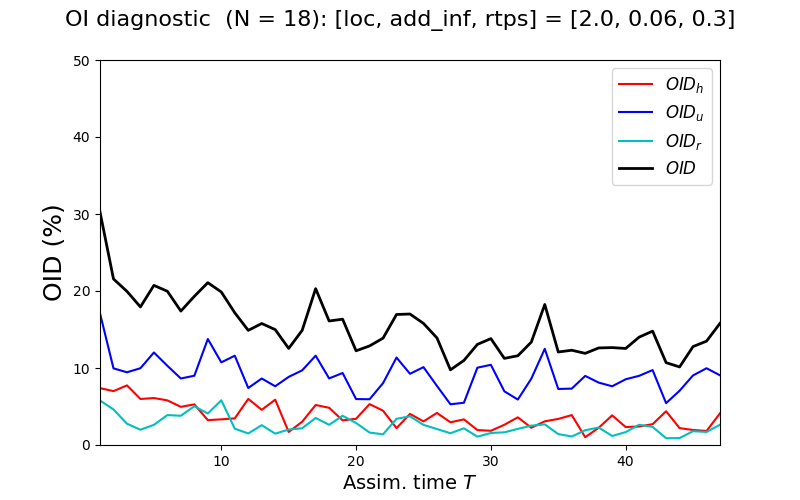 OI diagnostic (N = 18): [loc, add_inf, rtps] = [2.0, 0.06, 0.3]
50
40
30
20
10
0
OID (%)
OID_h
OID_u
OID_r
OID
10 20 30 40
Assim. time T